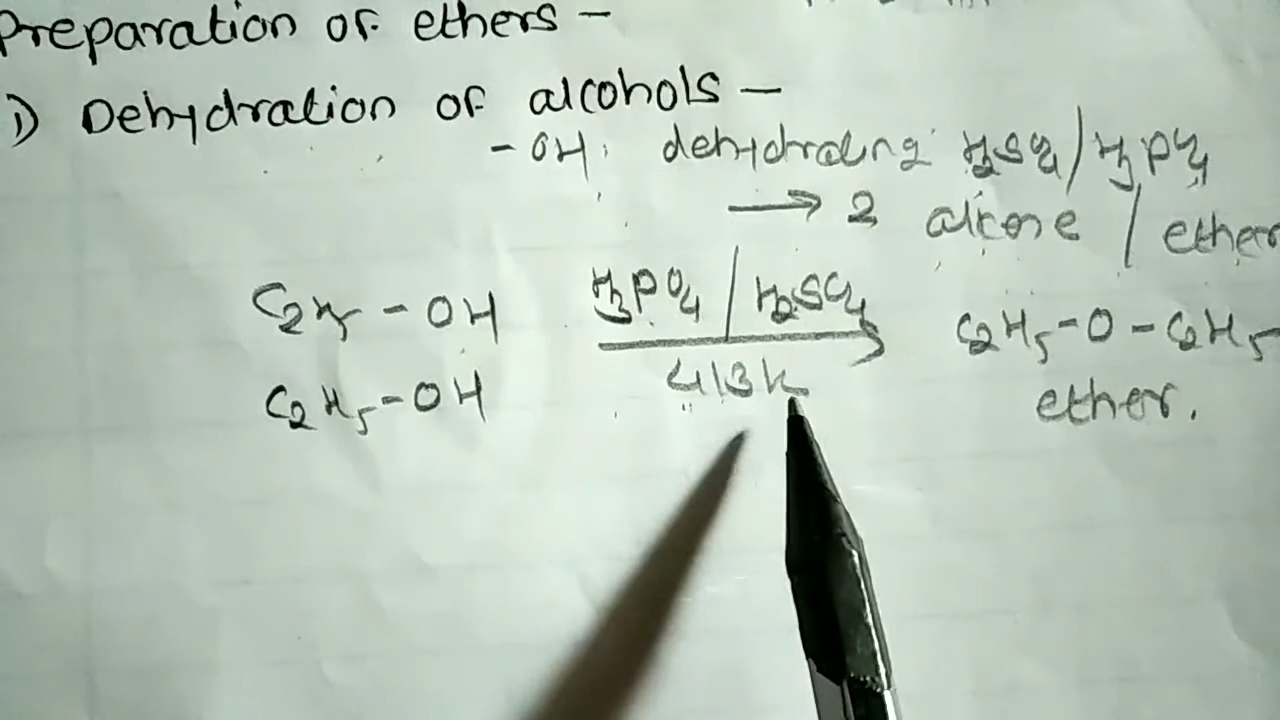 Preparation of ethers -
1) Dehydration of alcohols -
-OH. dehydrating H2SO4/H3PO4
→ 2 alkene / ether
C2H5-OH H3PO4/H2SO4 C2H5-O-C2H5
C2H5-OH 413K ether.